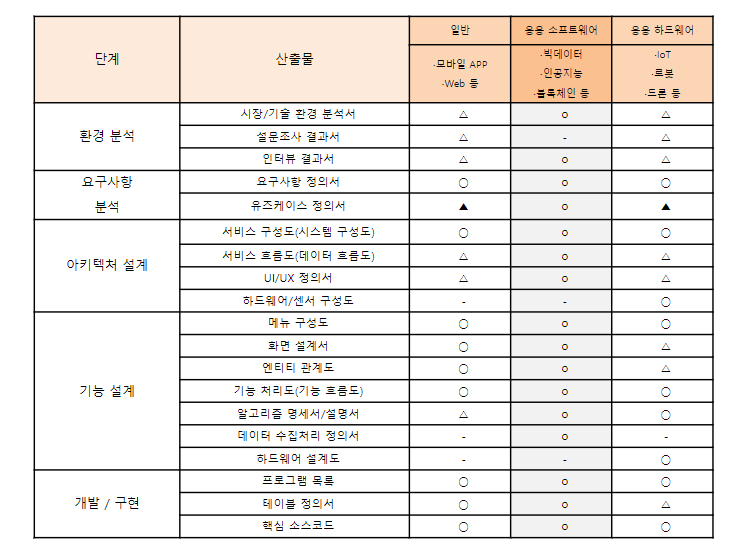 단계 산출물 일반 응용 소프트웨어 응용 하드웨어
·모바일 APP
·Web 등
·빅데이터
·인공지능
·블록체인 등
·IoT
·로봇
·드론 등
환경 분석
시장/기술 환경 분석서 △ o △
설문조사 결과서 △ - △
인터뷰 결과서 △ o △
요구사항
분석
요구사항 정의서 ○ o ○
유즈케이스 정의서 ▲ o ▲
아키텍처 설계
서비스 구성도(시스템 구성도) ○ o ○
서비스 흐름도(데이터 흐름도) △ o △
UI/UX 정의서 △ o △
하드웨어/센서 구성도 - - ○
기능 설계
메뉴 구성도 ○ o ○
화면 설계서 ○ o △
엔티티 관계도 ○ o △
기능 처리도(기능 흐름도) ○ o ○
알고리즘 명세서/설명서 △ o ○
데이터 수집처리 정의서 - o -
하드웨어 설계도 - - ○
개발 / 구현
프로그램 목록 ○ o ○
테이블 정의서 ○ o △
핵심 소스코드 ○ o ○